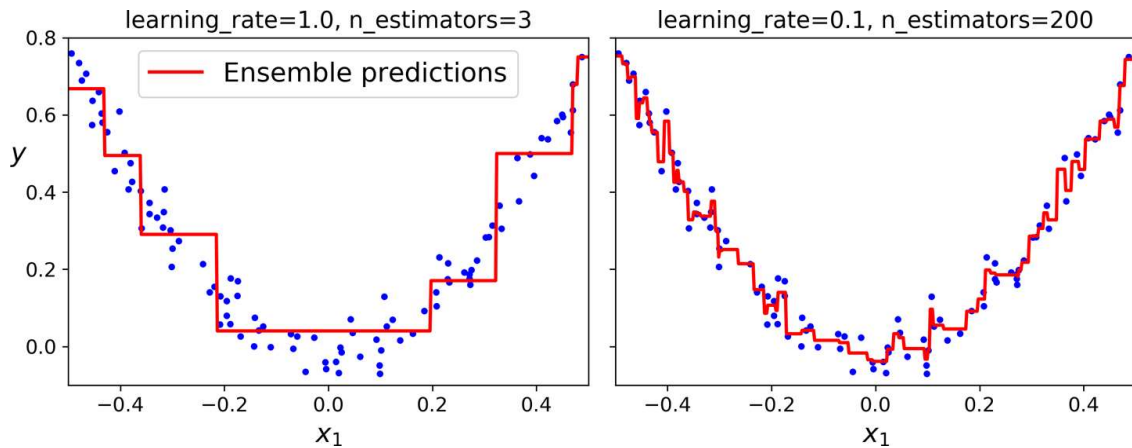 learning_rate=1.0, n_estimators=3
learning_rate=0.1, n_estimators=200
0.8
0.6
0.4
0.2
0.0
y
Ensemble predictions
−0.4 −0.2 0.0 0.2 0.4
−0.4 −0.2 0.0 0.2 0.4
x₁
x₁